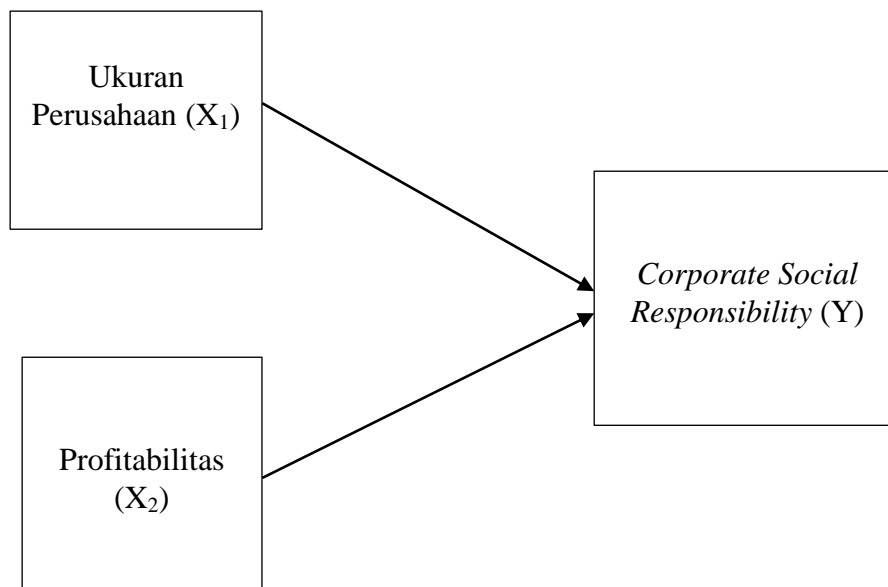 Ukuran
Perusahaan (X₁)
Corporate Social
Responsibility (Y)
Profitabilitas
(X₂)